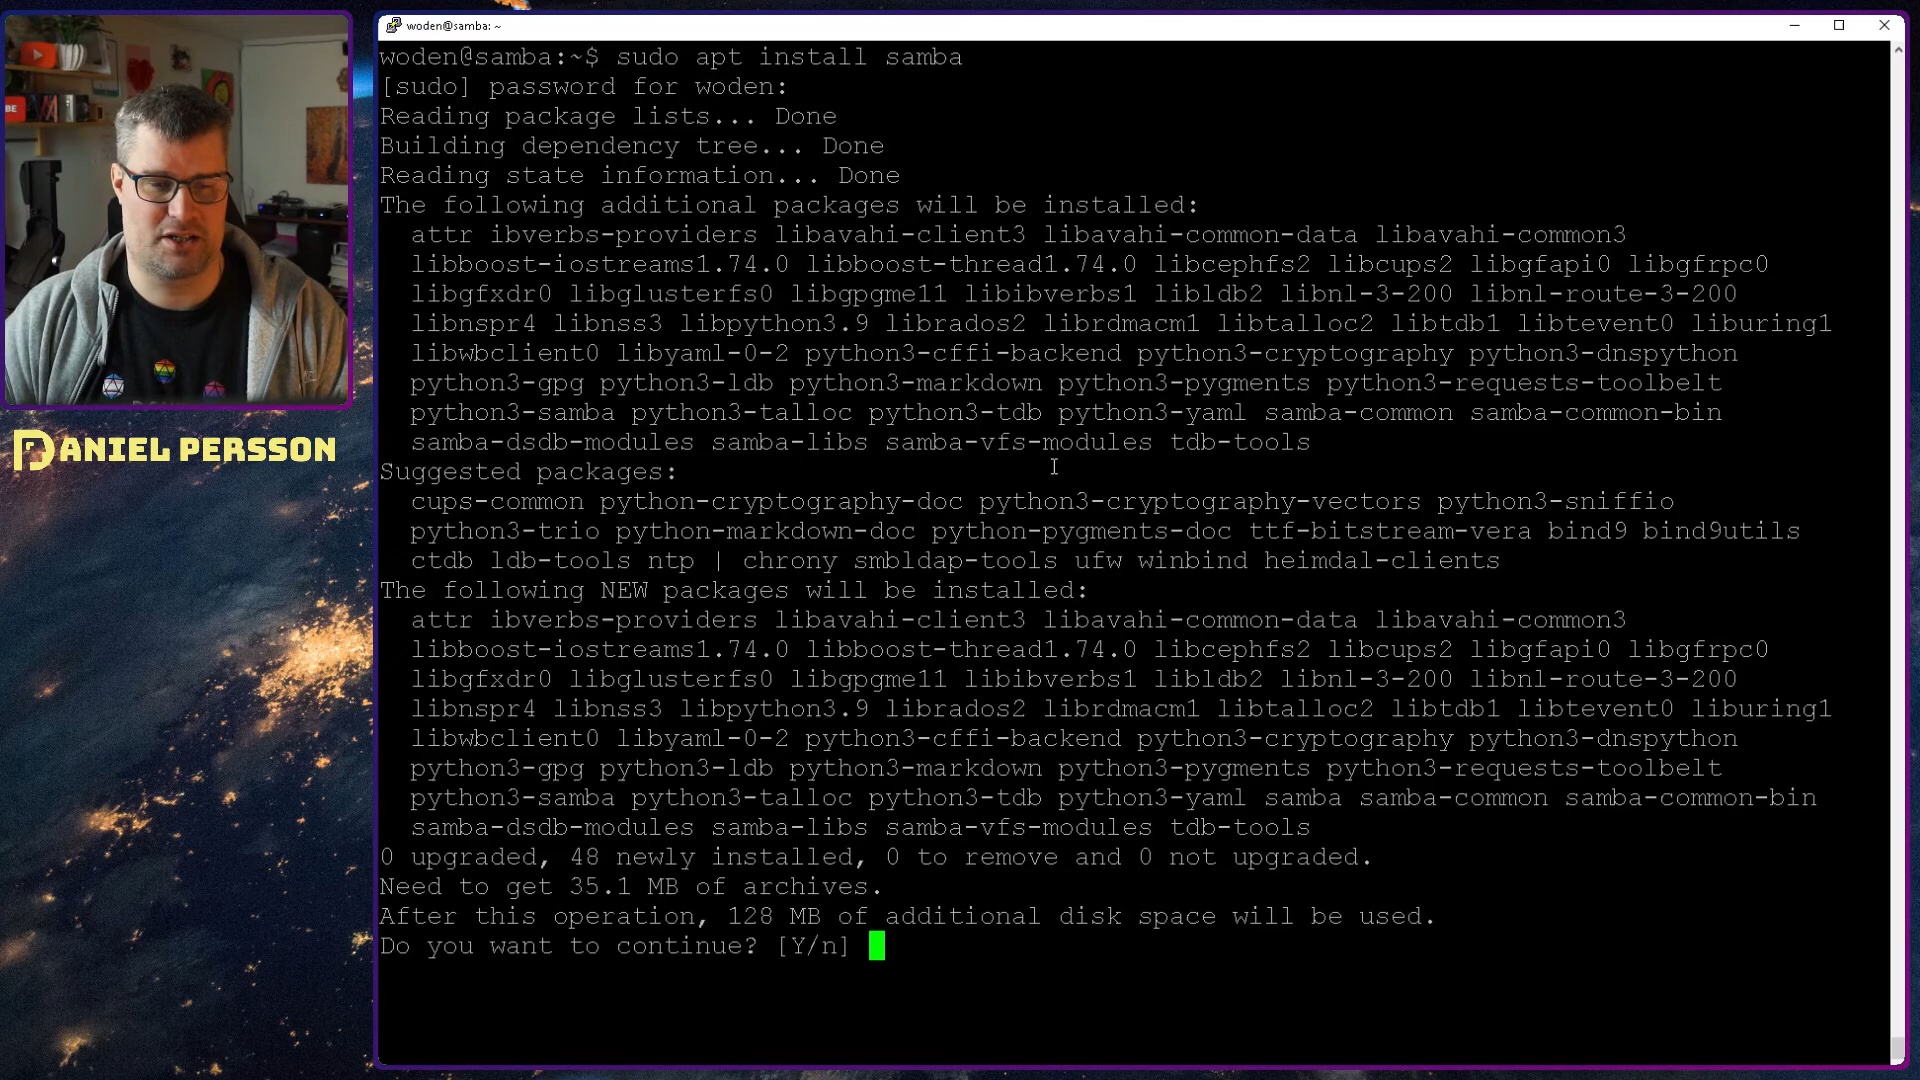 woden@samba: ~
woden@samba:~$ sudo apt install samba
[sudo] password for woden:
Reading package lists... Done
Building dependency tree... Done
Reading state information... Done
The following additional packages will be installed:
attr ibverbs-providers libavahi-client3 libavahi-common-data libavahi-common3
libboost-iostreams1.74.0 libboost-thread1.74.0 libcephfs2 libcups2 libgfapi0 libgfrpc0
libgfxdr0 libglusterfs0 libgpgme11 libibverbs1 libldb2 libnl-3-200 libnl-route-3-200
libnspr4 libnss3 libpython3.9 librados2 librdmacm1 libtalloc2 libtdb1 libtevent0 liburing1
libwbclient0 libyaml-0-2 python3-cffi-backend python3-cryptography python3-dnspython
python3-gpg python3-ldb python3-markdown python3-pygments python3-requests-toolbelt
python3-samba python3-talloc python3-tdb python3-yaml samba-common samba-common-bin
samba-dsdb-modules samba-libs samba-vfs-modules tdb-tools
Suggested packages:
cups-common python-cryptography-doc python3-cryptography-vectors python3-sniffio
python3-trio python-markdown-doc python-pygments-doc ttf-bitstream-vera bind9 bind9utils
ctdb ldb-tools ntp | chrony smbldap-tools ufw winbind heimdal-clients
The following NEW packages will be installed:
attr ibverbs-providers libavahi-client3 libavahi-common-data libavahi-common3
libboost-iostreams1.74.0 libboost-thread1.74.0 libcephfs2 libcups2 libgfapi0 libgfrpc0
libgfxdr0 libglusterfs0 libgpgme11 libibverbs1 libldb2 libnl-3-200 libnl-route-3-200
libnspr4 libnss3 libpython3.9 librados2 librdmacm1 libtalloc2 libtdb1 libtevent0 liburing1
libwbclient0 libyaml-0-2 python3-cffi-backend python3-cryptography python3-dnspython
python3-gpg python3-ldb python3-markdown python3-pygments python3-requests-toolbelt
python3-samba python3-talloc python3-tdb python3-yaml samba samba-common samba-common-bin
samba-dsdb-modules samba-libs samba-vfs-modules tdb-tools
0 upgraded, 48 newly installed, 0 to remove and 0 not upgraded.
Need to get 35.1 MB of archives.
After this operation, 128 MB of additional disk space will be used.
Do you want to continue? [Y/n]
BE
DANIEL PERSSON